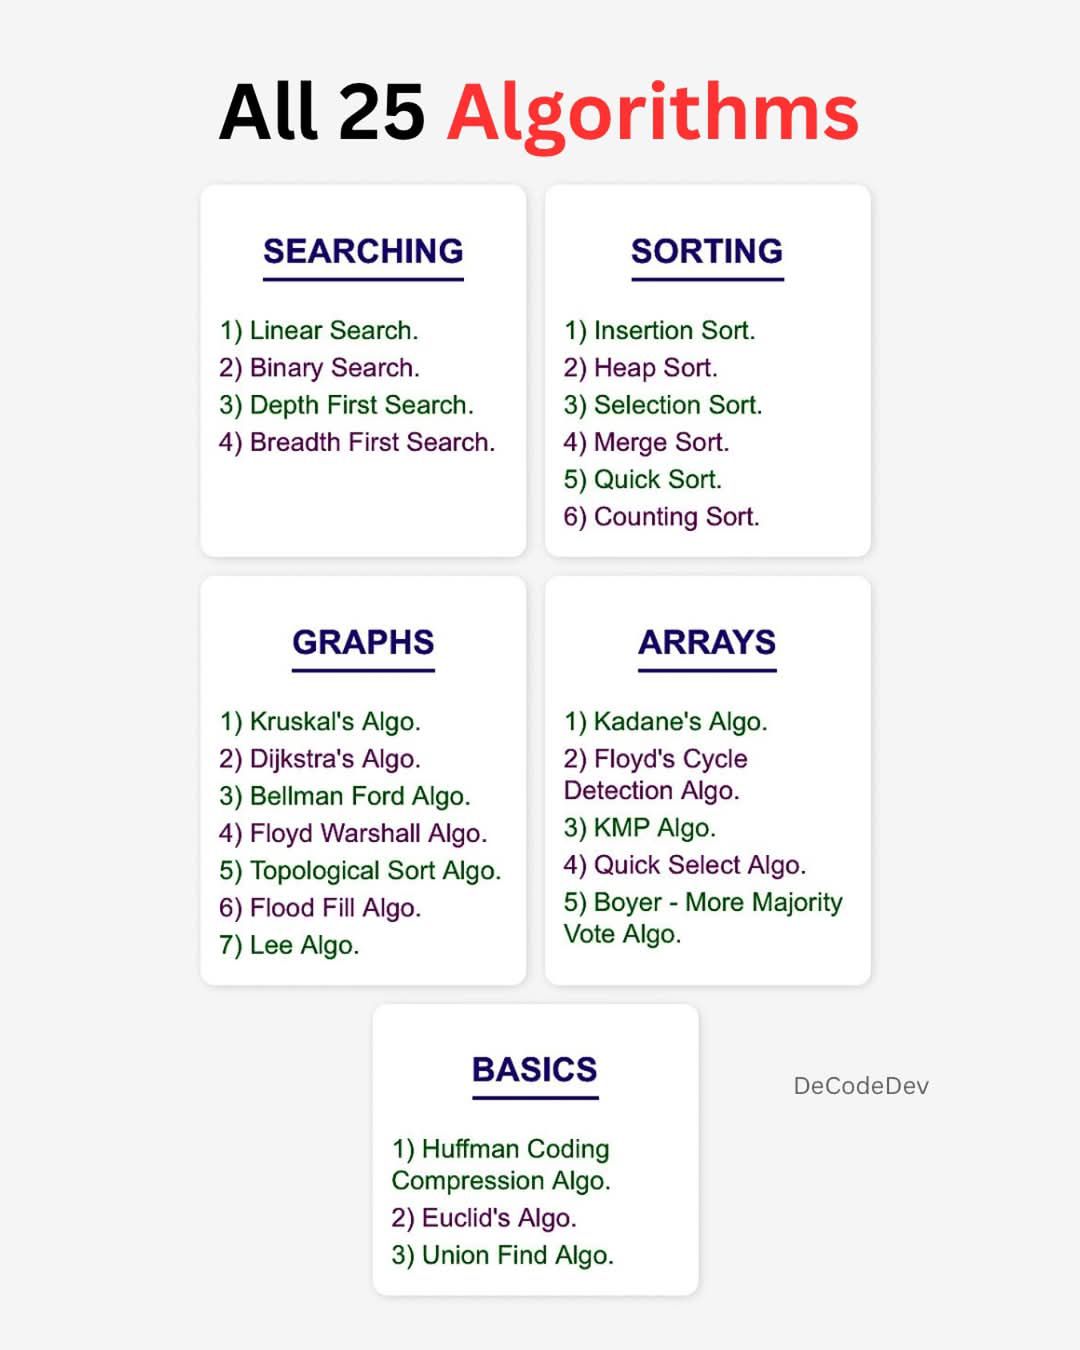 All 25 Algorithms
SEARCHING
1) Linear Search.
2) Binary Search.
3) Depth First Search.
4) Breadth First Search.
SORTING
1) Insertion Sort.
2) Heap Sort.
3) Selection Sort.
4) Merge Sort.
5) Quick Sort.
6) Counting Sort.
GRAPHS
1) Kruskal's Algo.
2) Dijkstra's Algo.
3) Bellman Ford Algo.
4) Floyd Warshall Algo.
5) Topological Sort Algo.
6) Flood Fill Algo.
7) Lee Algo.
ARRAYS
1) Kadane's Algo.
2) Floyd's Cycle
Detection Algo.
3) KMP Algo.
4) Quick Select Algo.
5) Boyer - More Majority
Vote Algo.
BASICS
1) Huffman Coding
Compression Algo.
2) Euclid's Algo.
3) Union Find Algo.
DeCodeDev